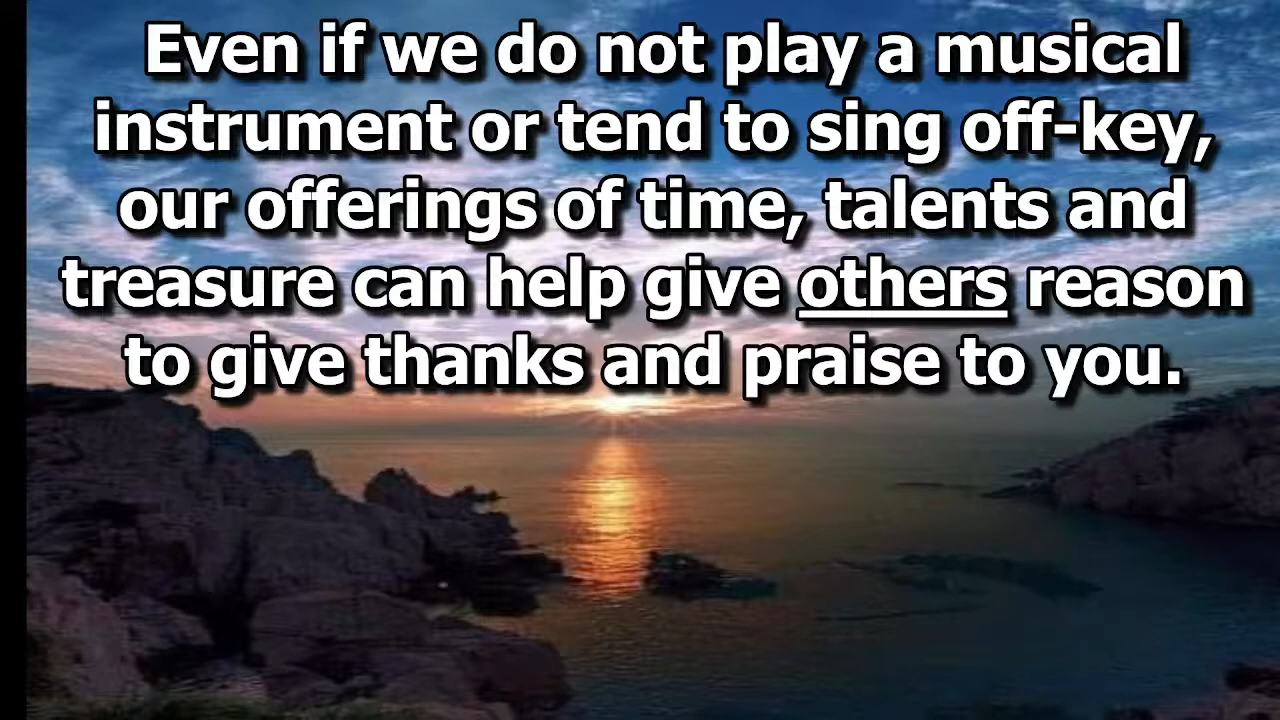 Even if we do not play a musical
instrument or tend to sing off-key,
our offerings of time, talents and
treasure can help give others reason
to give thanks and praise to you.